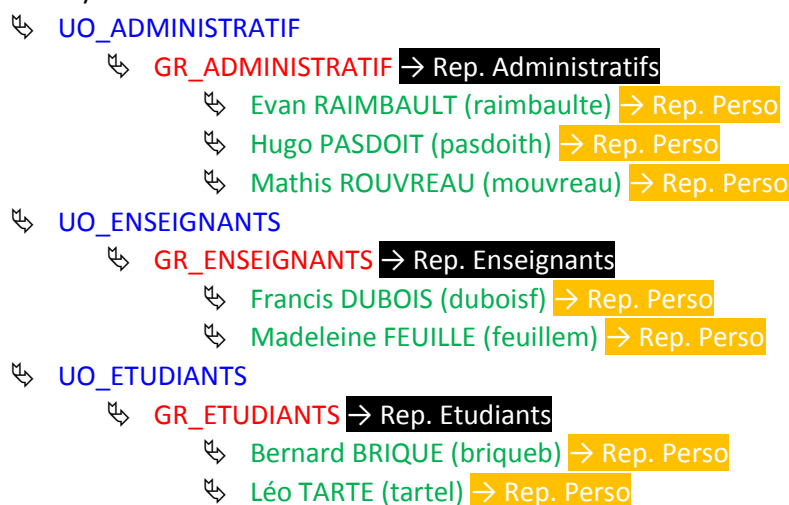 UO_ADMINISTRATIF
GR_ADMINISTRATIF → Rep. Administratifs
Evan RAIMBAULT (raimbaulte) → Rep. Perso
Hugo PASDOIT (pasdoith) → Rep. Perso
Mathis ROUVREAU (mouvreau) → Rep. Perso
UO_ENSEIGNANTS
GR_ENSEIGNANTS → Rep. Enseignants
Francis DUBOIS (duboisf) → Rep. Perso
Madeleine FEUILLE (feuillem) → Rep. Perso
UO_ETUDIANTS
GR_ETUDIANTS → Rep. Etudiants
Bernard BRIQUE (briqueb) → Rep. Perso
Léo TARTE (tartel) → Rep. Perso